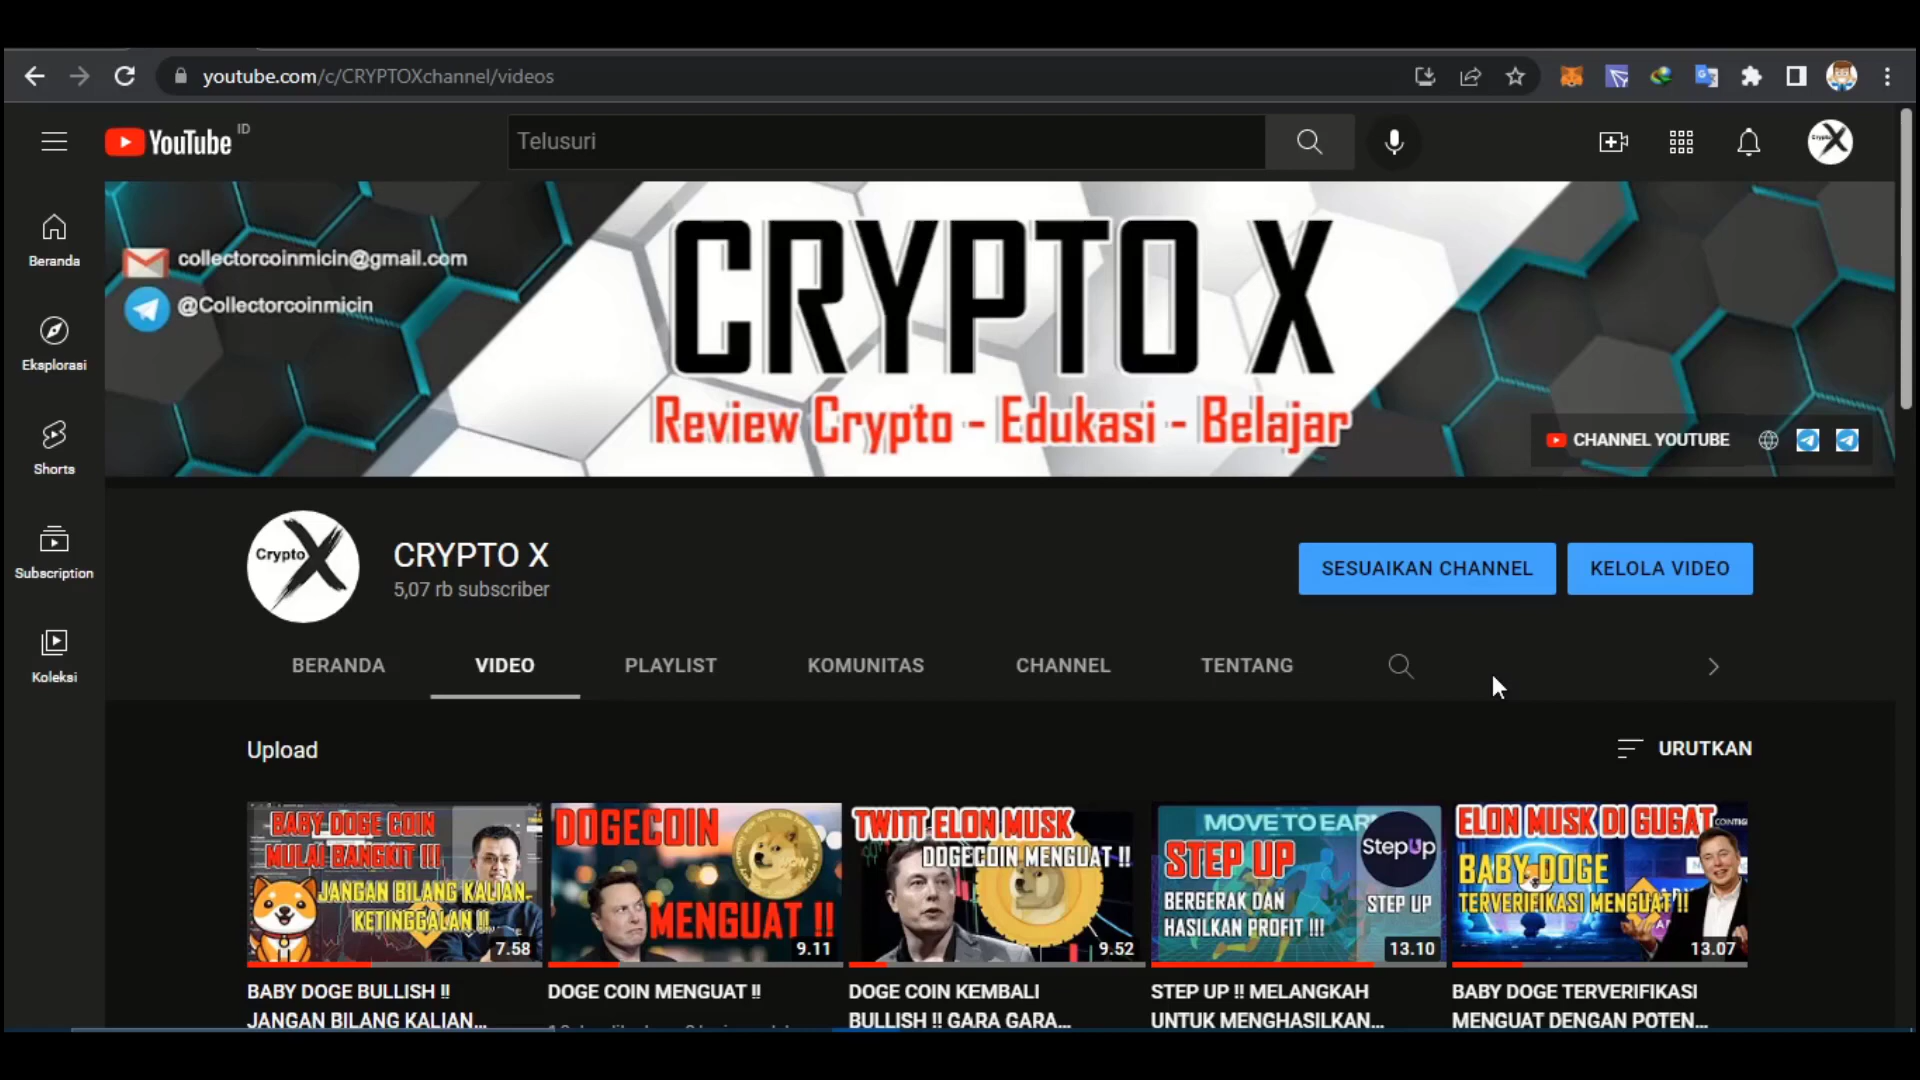 youtube.com/c/CRYPTOXchannel/videos
YouTube ID
Telusuri
Crypto X
Beranda
Eksplorasi
Shorts
Subscription
Koleksi
collectorcoinmicin@gmail.com
@Collectorcoinmicin
CRYPTO X
Review Crypto - Edukasi - Belajar
CHANNEL YOUTUBE
Crypto X
CRYPTO X
5,07 rb subscriber
SESUAIKAN CHANNEL
KELOLA VIDEO
BERANDA
VIDEO
PLAYLIST
KOMUNITAS
CHANNEL
TENTANG
Upload
URUTKAN
BABY DOGE COIN
MULAI BANGKIT !!!
JANGAN BILANG KALIAN
KETINGGALAN !!
7.58
BABY DOGE BULLISH !!
JANGAN BILANG KALIAN...
DOGECOIN
WOW
MENGUAT !!
9.11
DOGE COIN MENGUAT !!
TWITT ELON MUSK
DOGECOIN MENGUAT !!
9.52
DOGE COIN KEMBALI
BULLISH !! GARA GARA...
MOVE TO EAR
STEP UP
BERGERAK DAN
HASILKAN PROFIT !!!
StepUp
STEP UP
13.10
STEP UP !! MELANGKAH
UNTUK MENGHASILKAN...
ELON MUSK DI GUGAT
BABY DOGE
TERVERIFIKASI MENGUAT !!
13.07
BABY DOGE TERVERIFIKASI
MENGUAT DENGAN POTEN...